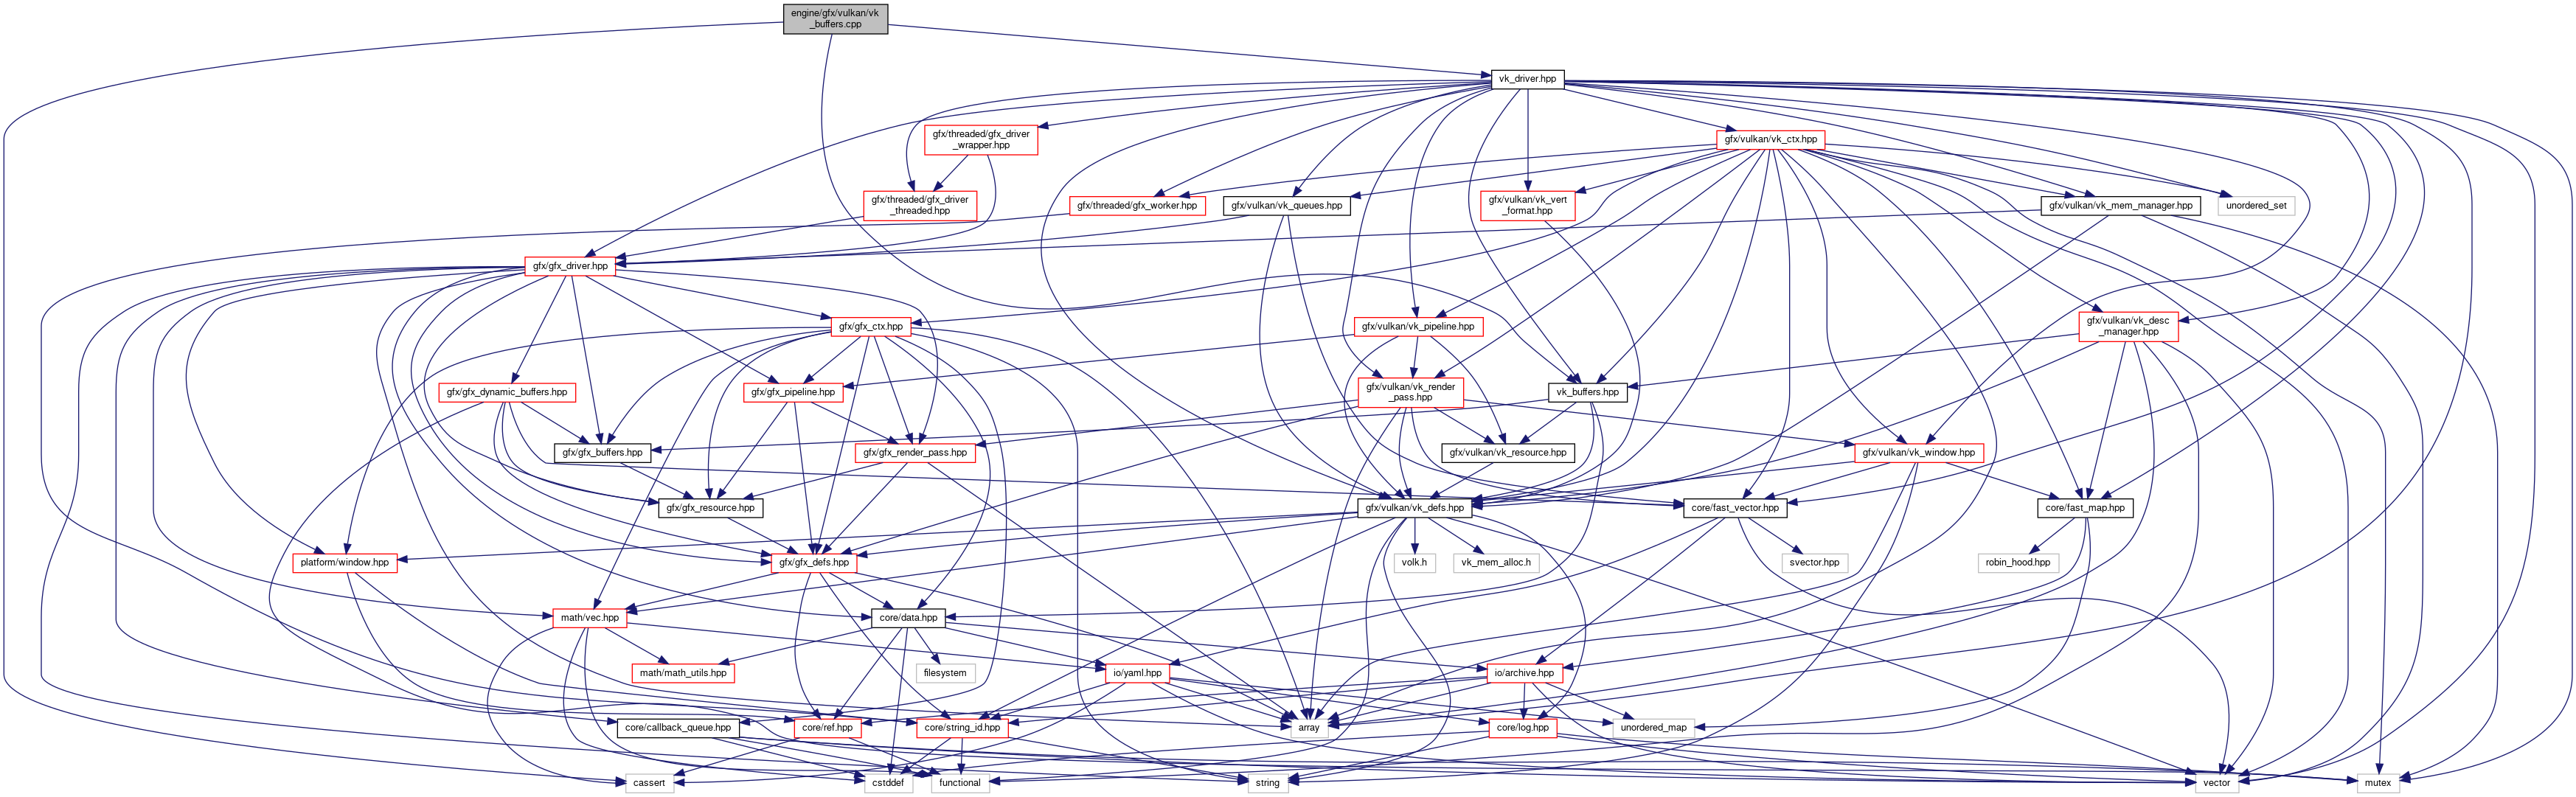 engine/gfx/vulkan/vk
_buffers.cpp
vk_driver.hpp
gfx/threaded/gfx_driver
_wrapper.hpp
gfx/vulkan/vk_ctx.hpp
gfx/threaded/gfx_driver
_threaded.hpp
gfx/threaded/gfx_worker.hpp
gfx/vulkan/vk_queues.hpp
gfx/vulkan/vk_vert
_format.hpp
gfx/vulkan/vk_mem_manager.hpp
unordered_set
gfx/gfx_driver.hpp
gfx/gfx_ctx.hpp
gfx/vulkan/vk_pipeline.hpp
gfx/vulkan/vk_desc
_manager.hpp
gfx/gfx_dynamic_buffers.hpp
gfx/gfx_pipeline.hpp
gfx/vulkan/vk_render
_pass.hpp
vk_buffers.hpp
gfx/gfx_buffers.hpp
gfx/gfx_render_pass.hpp
gfx/vulkan/vk_resource.hpp
gfx/vulkan/vk_window.hpp
gfx/gfx_resource.hpp
gfx/vulkan/vk_defs.hpp
core/fast_vector.hpp
core/fast_map.hpp
platform/window.hpp
gfx/gfx_defs.hpp
volk.h
vk_mem_alloc.h
svector.hpp
robin_hood.hpp
math/vec.hpp
core/data.hpp
math/math_utils.hpp
filesystem
io/yaml.hpp
io/archive.hpp
core/callback_queue.hpp
core/ref.hpp
core/string_id.hpp
array
core/log.hpp
unordered_map
cassert
cstddef
functional
string
vector
mutex